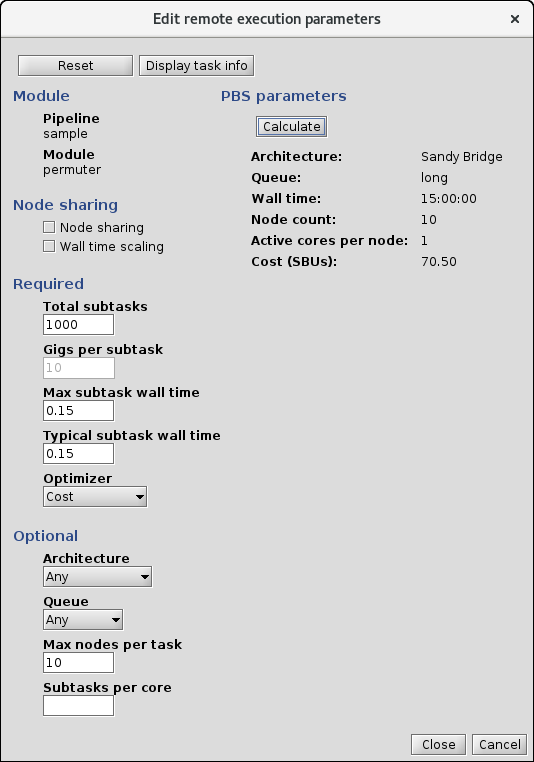 Edit remote execution parameters
Reset
Display task info
Module
Pipeline
sample
Module
permuter
Node sharing
Node sharing
Wall time scaling
Required
Total subtasks
1000
Gigs per subtask
10
Max subtask wall time
0.15
Typical subtask wall time
0.15
Optimizer
Cost
Optional
Architecture
Any
Queue
Any
Max nodes per task
10
Subtasks per core
PBS parameters
Calculate
Architecture: Sandy Bridge
Queue: long
Wall time: 15:00:00
Node count: 10
Active cores per node: 1
Cost (SBUs): 70.50
Close
Cancel